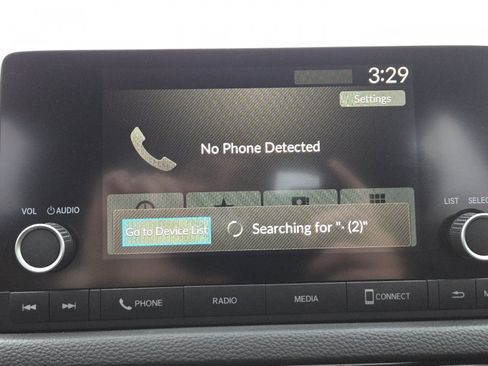 3:29
Settings
No Phone Detected
VOL AUDIO
LIST
Go to Device List
Searching for "· (2)"
PHONE
RADIO
MEDIA
CONNECT